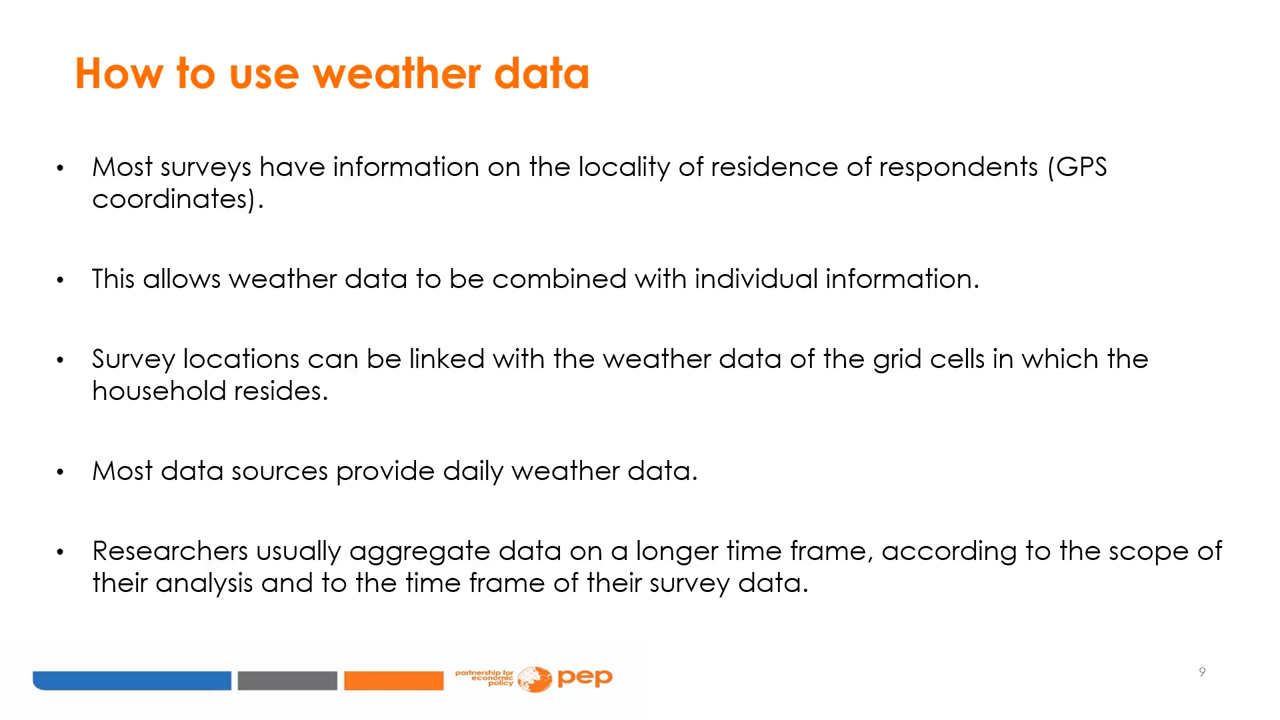 How to use weather data
• Most surveys have information on the locality of residence of respondents (GPS
coordinates).
• This allows weather data to be combined with individual information.
• Survey locations can be linked with the weather data of the grid cells in which the
household resides.
• Most data sources provide daily weather data.
• Researchers usually aggregate data on a longer time frame, according to the scope of
their analysis and to the time frame of their survey data.
partnership for
economic
policy
pep
9